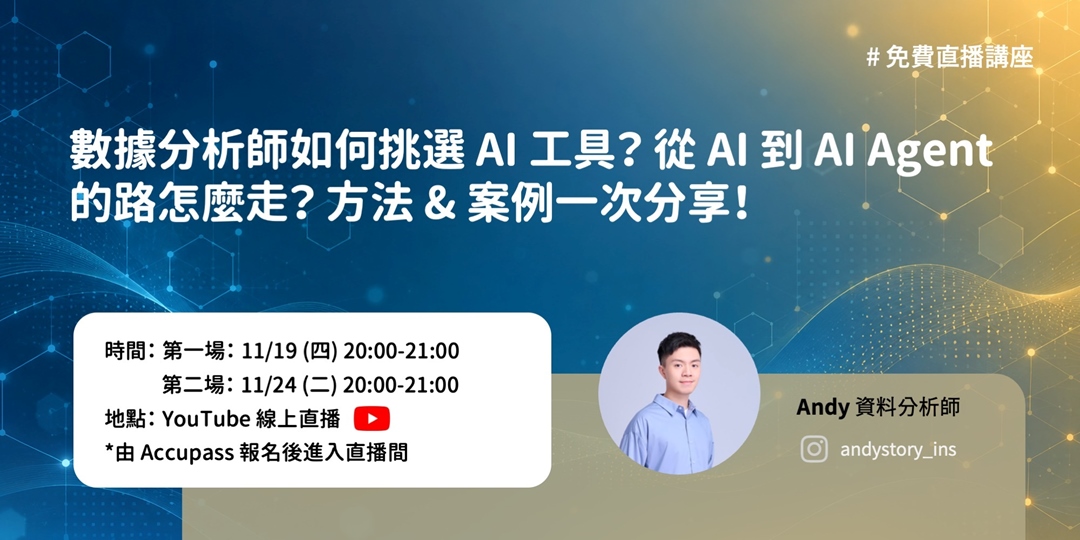 # 免費直播講座
數據分析師如何挑選 AI 工具？從 AI 到 AI Agent
的路怎麼走？方法 & 案例一次分享！
時間：第一場：11/19 (四) 20:00-21:00
第二場：11/24 (二) 20:00-21:00
地點：YouTube 線上直播
*由 Accupass 報名後進入直播間
Andy 資料分析師
andystory_ins